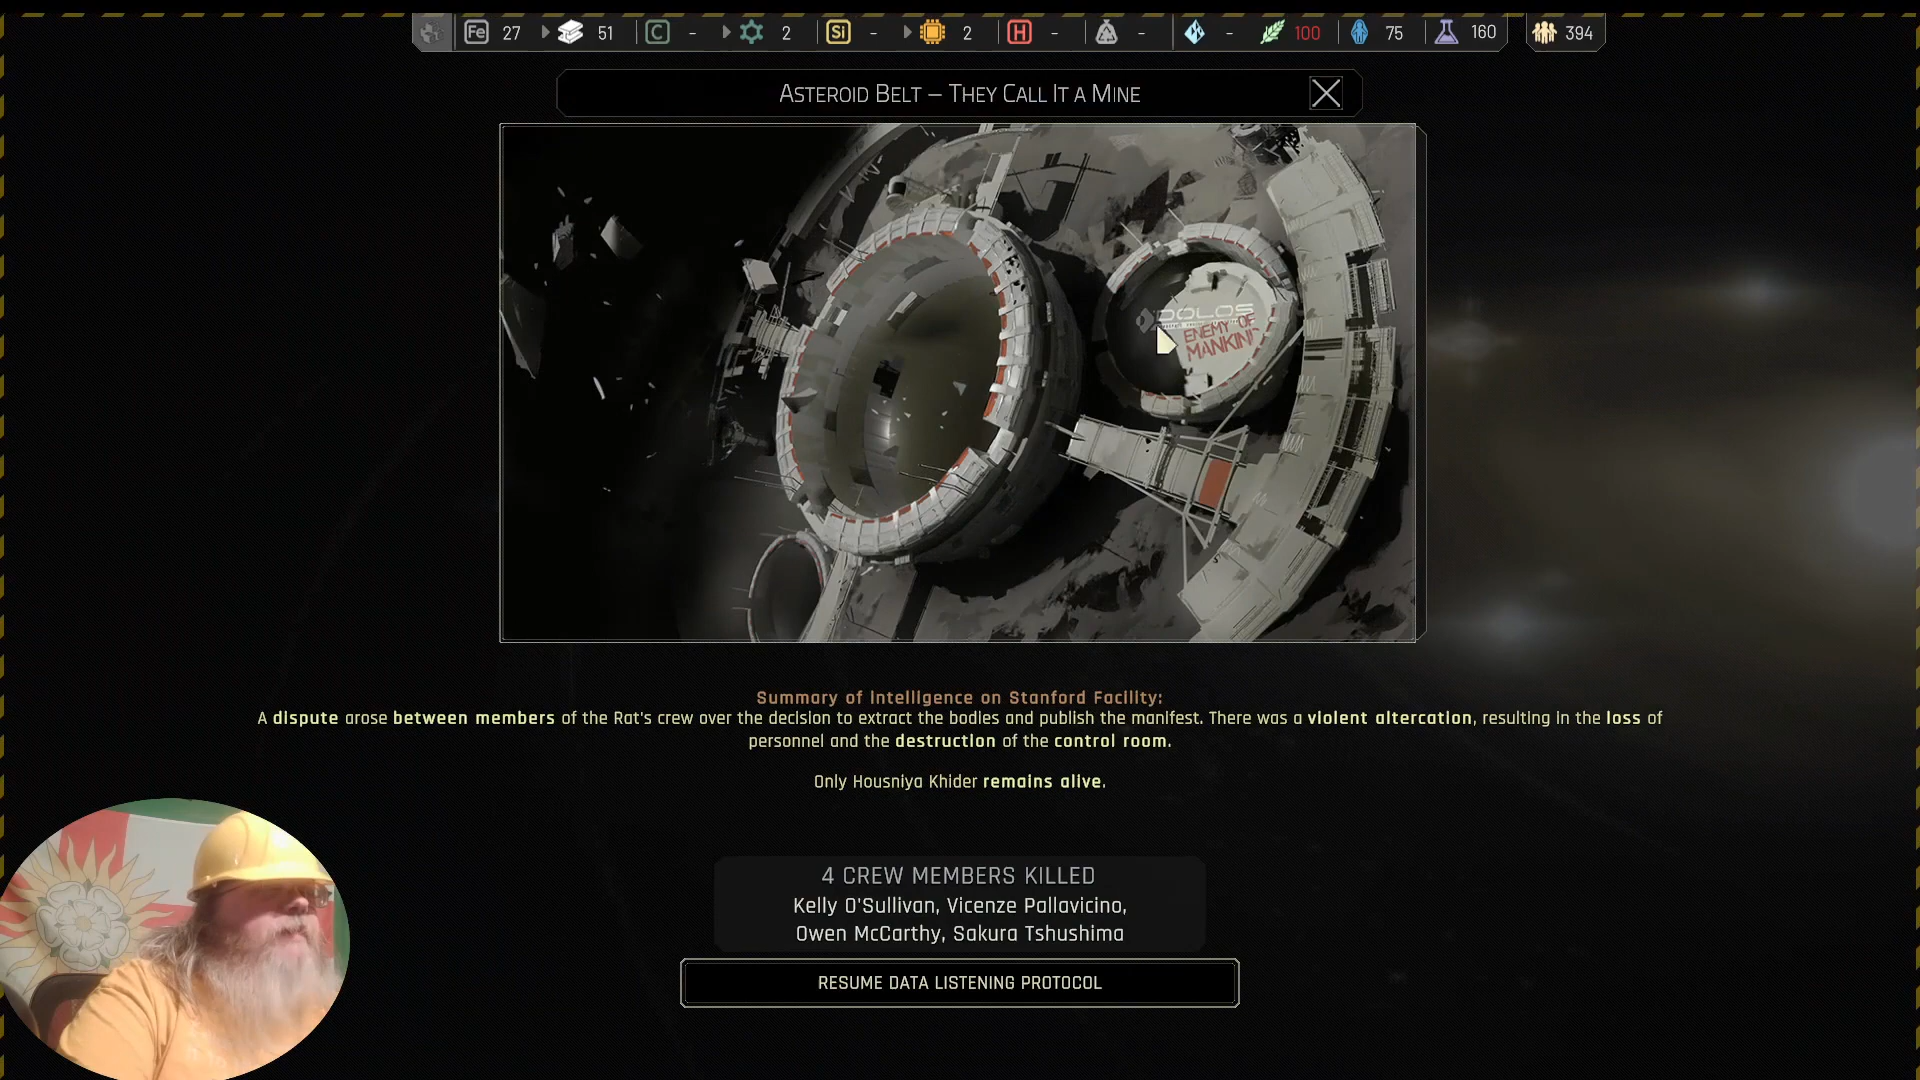 Fe 27 51 C - 2 Si - 2 H - - - 100 75 160 394
ASTEROID BELT – THEY CALL IT A MINE
DOLOS
ENEMY OF
MANKIND
Summary of Intelligence on Stanford Facility:
A dispute arose between members of the Rat's crew over the decision to extract the bodies and publish the manifest. There was a violent altercation, resulting in the loss of
personnel and the destruction of the control room.
Only Housniya Khider remains alive.
4 CREW MEMBERS KILLED
Kelly O'Sullivan, Vicenze Pallavicino,
Owen McCarthy, Sakura Tshushima
RESUME DATA LISTENING PROTOCOL